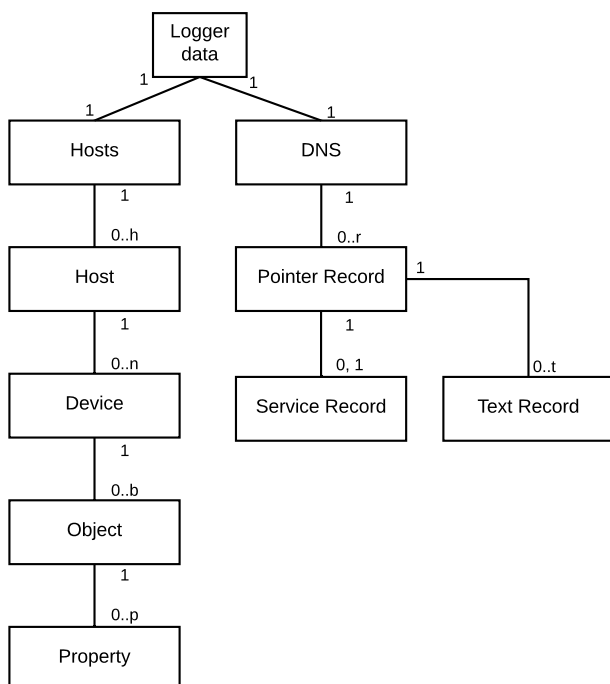 Logger
data
1
1
1
1
Hosts
DNS
1
1
0..h
0..r
Host
Pointer Record
1
1
1
0..n
0, 1
0..t
Device
Service Record
Text Record
1
0..b
Object
1
0..p
Property